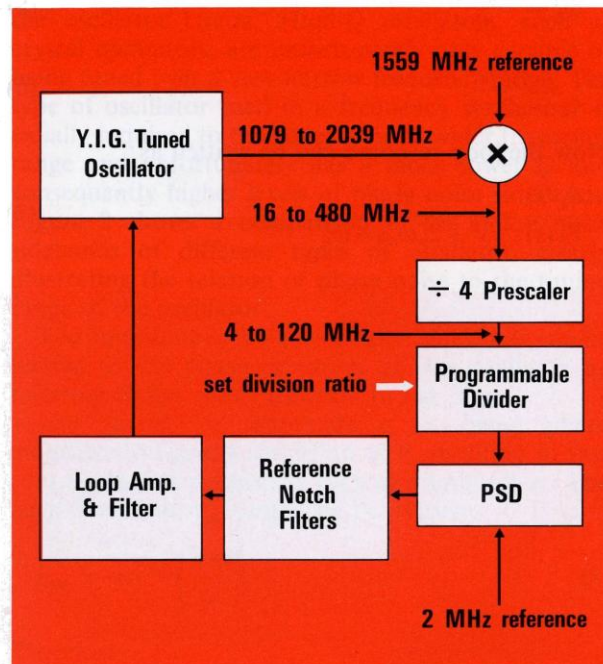 1559 MHz reference
Y.I.G. Tuned
Oscillator
1079 to 2039 MHz
×
16 to 480 MHz
÷ 4 Prescaler
4 to 120 MHz
set division ratio
Programmable
Divider
Loop Amp.
& Filter
Reference
Notch
Filters
PSD
2 MHz reference